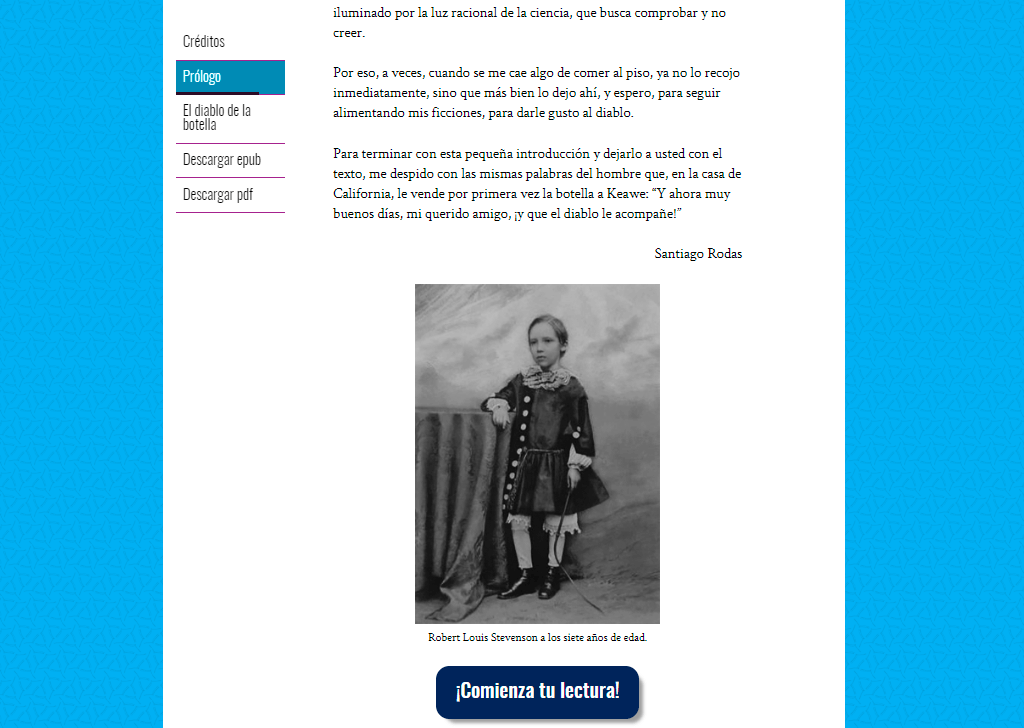 Créditos
Prólogo
El diablo de la
botella
Descargar epub
Descargar pdf
iluminado por la luz racional de la ciencia, que busca comprobar y no
creer.
Por eso, a veces, cuando se me cae algo de comer al piso, ya no lo recojo
inmediatamente, sino que más bien lo dejo ahí, y espero, para seguir
alimentando mis ficciones, para darle gusto al diablo.
Para terminar con esta pequeña introducción y dejarlo a usted con el
texto, me despido con las mismas palabras del hombre que, en la casa de
California, le vende por primera vez la botella a Keawe: “Y ahora muy
buenos días, mi querido amigo, ¡y que el diablo le acompañe!”
Santiago Rodas
Robert Louis Stevenson a los siete años de edad.
¡Comienza tu lectura!